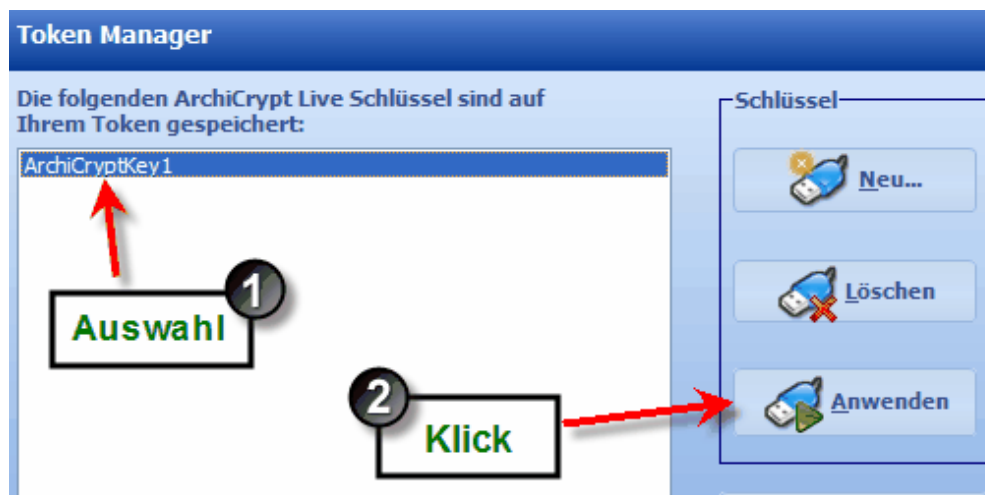 Token Manager
Die folgenden ArchiCrypt Live Schlüssel sind auf
Ihrem Token gespeichert:
ArchiCryptKey1
1
Auswahl
2
Klick
Schlüssel
Neu...
Löschen
Anwenden